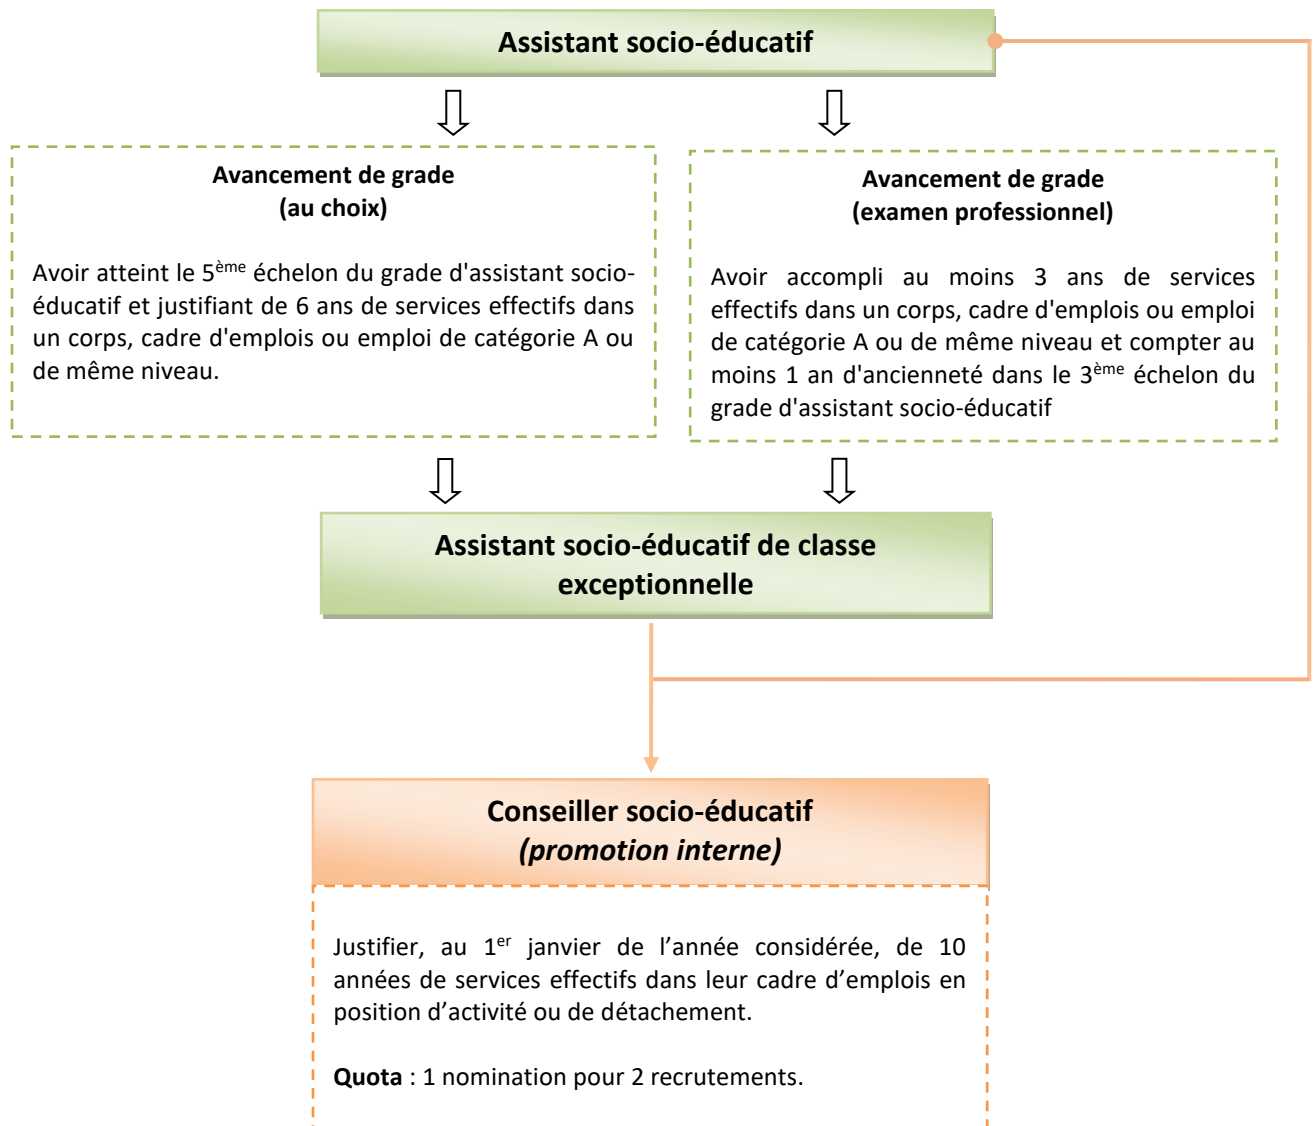 Assistant socio-éducatif
Avancement de grade
(au choix)
Avoir atteint le 5ème échelon du grade d'assistant socio-
éducatif et justifiant de 6 ans de services effectifs dans
un corps, cadre d'emplois ou emploi de catégorie A ou
de même niveau.
Avancement de grade
(examen professionnel)
Avoir accompli au moins 3 ans de services
effectifs dans un corps, cadre d'emplois ou emploi
de catégorie A ou de même niveau et compter au
moins 1 an d'ancienneté dans le 3ème échelon du
grade d'assistant socio-éducatif
Assistant socio-éducatif de classe
exceptionnelle
Conseiller socio-éducatif
(promotion interne)
Justifier, au 1er janvier de l’année considérée, de 10
années de services effectifs dans leur cadre d’emplois en
position d’activité ou de détachement.
Quota : 1 nomination pour 2 recrutements.